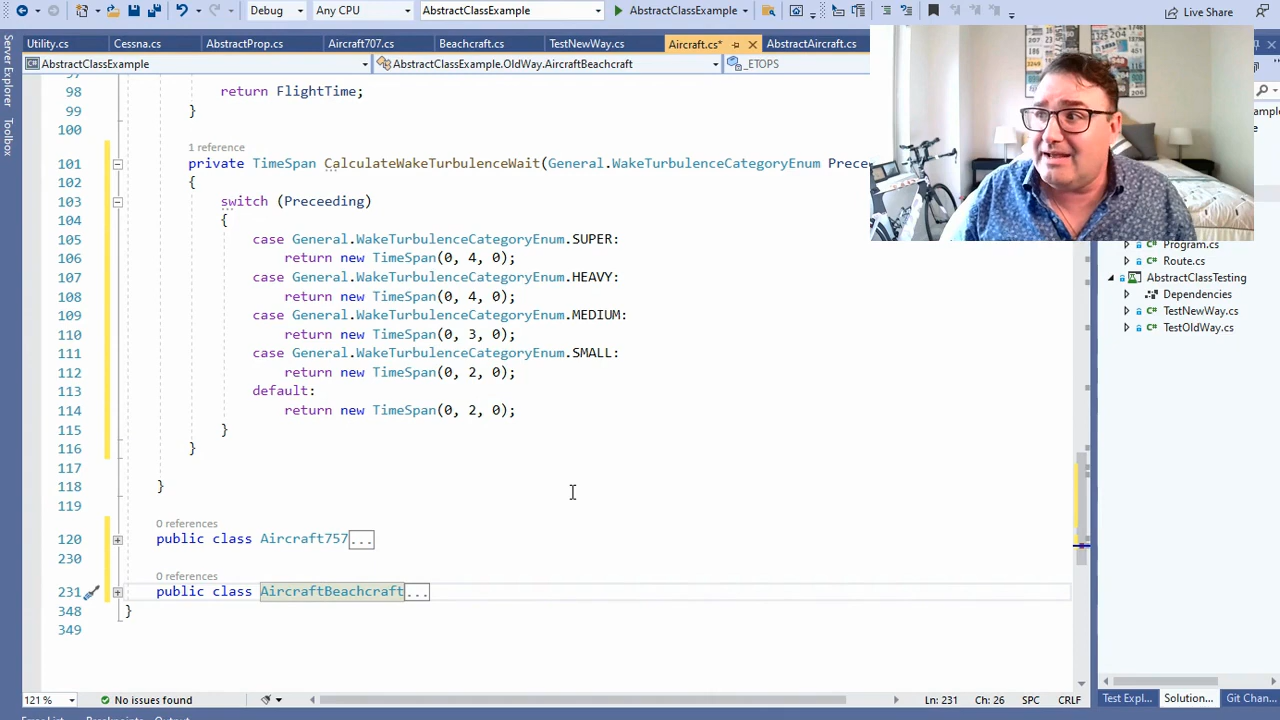 Debug Any CPU AbstractClassExample AbstractClassExample Live Share
Utility.cs Cessna.cs AbstractProp.cs Aircraft707.cs Beachcraft.cs TestNewWay.cs Aircraft.cs* AbstractAircraft.cs
AbstractClassExample AbstractClassExample.OldWay.AircraftBeachcraft _ETOPS
Server Explorer
Toolbox
98 return FlightTime;
99 }
100
1 reference
101 private TimeSpan CalculateWakeTurbulenceWait(General.WakeTurbulenceCategoryEnum Prece
102 {
103 switch (Preceeding)
104 {
105 case General.WakeTurbulenceCategoryEnum.SUPER:
106 return new TimeSpan(0, 4, 0);
107 case General.WakeTurbulenceCategoryEnum.HEAVY:
108 return new TimeSpan(0, 4, 0);
109 case General.WakeTurbulenceCategoryEnum.MEDIUM:
110 return new TimeSpan(0, 3, 0);
111 case General.WakeTurbulenceCategoryEnum.SMALL:
112 return new TimeSpan(0, 2, 0);
113 default:
114 return new TimeSpan(0, 2, 0);
115 }
116 }
117
118 }
119
0 references
120 public class Aircraft757...
230
0 references
231 public class AircraftBeachcraft...
348 }
349
Program.cs
Route.cs
AbstractClassTesting
Dependencies
TestNewWay.cs
TestOldWay.cs
121 % No issues found Ln: 231 Ch: 26 SPC CRLF
Test Expl... Solution... Git Chan...